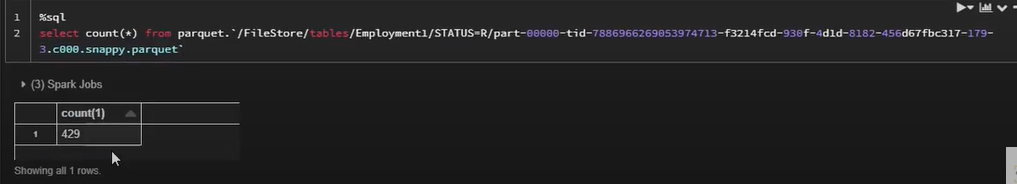 1 %sql
2 select count(*) from parquet.`/FileStore/tables/Employment1/STATUS=R/part-00000-tid-7886966269053974713-f3214fcd-930f-4d1d-8182-456d67fbc317-179-
3.c000.snappy.parquet`
(3) Spark Jobs
count(1)
1 429
Showing all 1 rows.